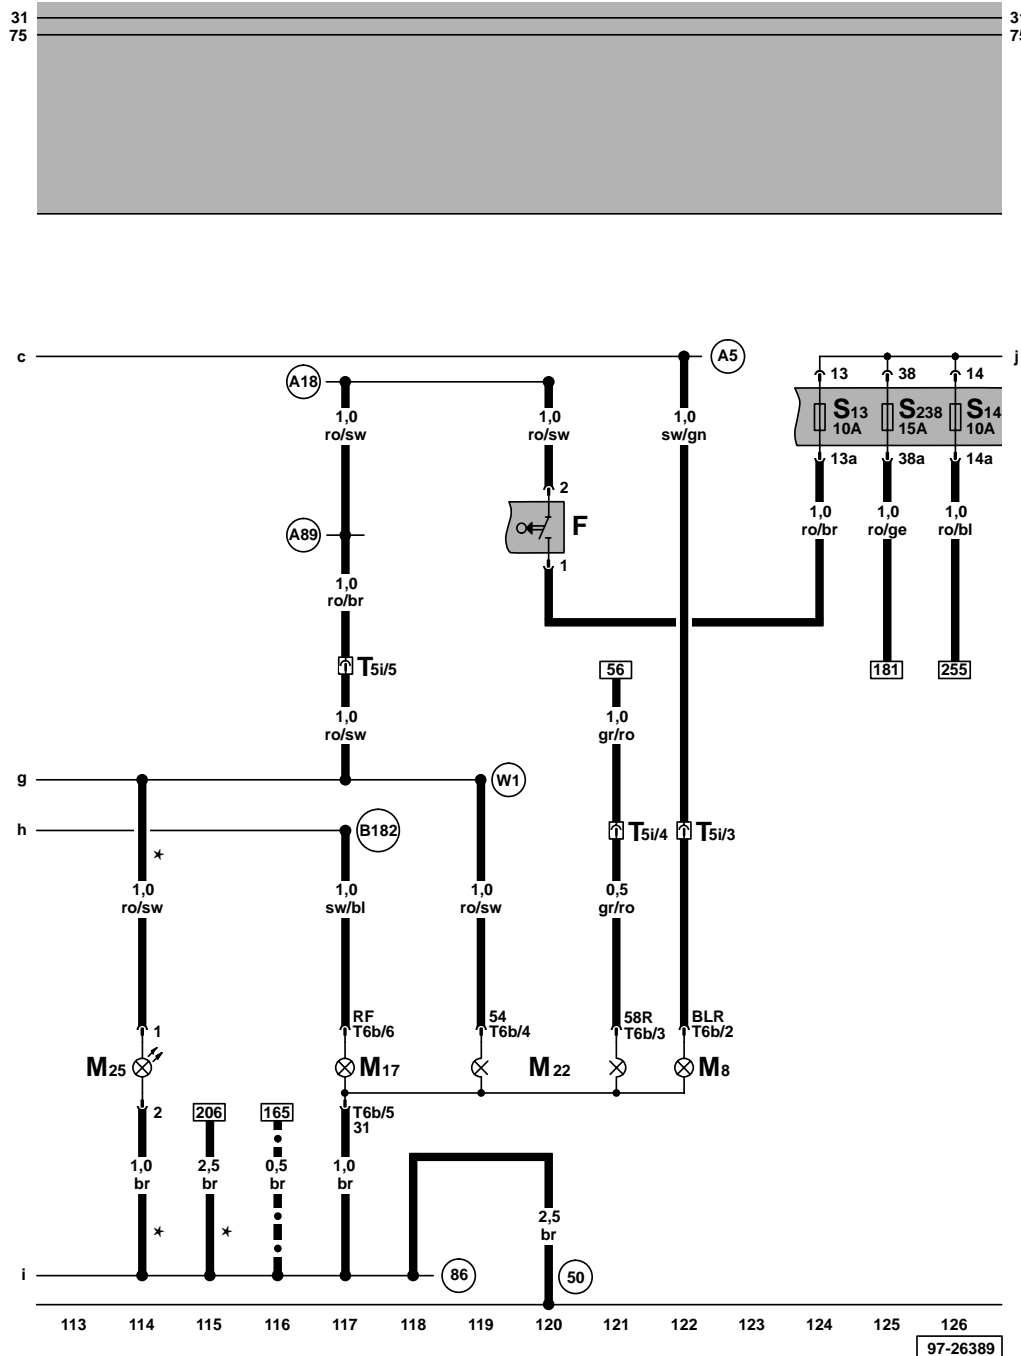 31 31
75 75
c A5 j
A18 13 38 14
1,0 1,0 1,0 S13 S238 S14
ro/sw ro/sw sw/gn 10A 15A 10A
13a 38a 14a
2
F
1,0 1,0 1,0
ro/br ro/ge ro/bl
A89
1
1,0
ro/br
T5i/5 56 181 255
1,0 1,0
ro/sw gr/ro
g W1
h B182 T5i/4 T5i/3
1,0 1,0 1,0 0,5
ro/sw sw/bl ro/sw gr/ro
RF 54 58R BLR
1 T6b/6 T6b/4 T6b/3 T6b/2
M25 M17 M22 M8
2 206 165 T6b/5
31
1,0 2,5 0,5 1,0
br br br br
2,5
br
i 86 50
113 114 115 116 117 118 119 120 121 122 123 124 125 126
97-26389